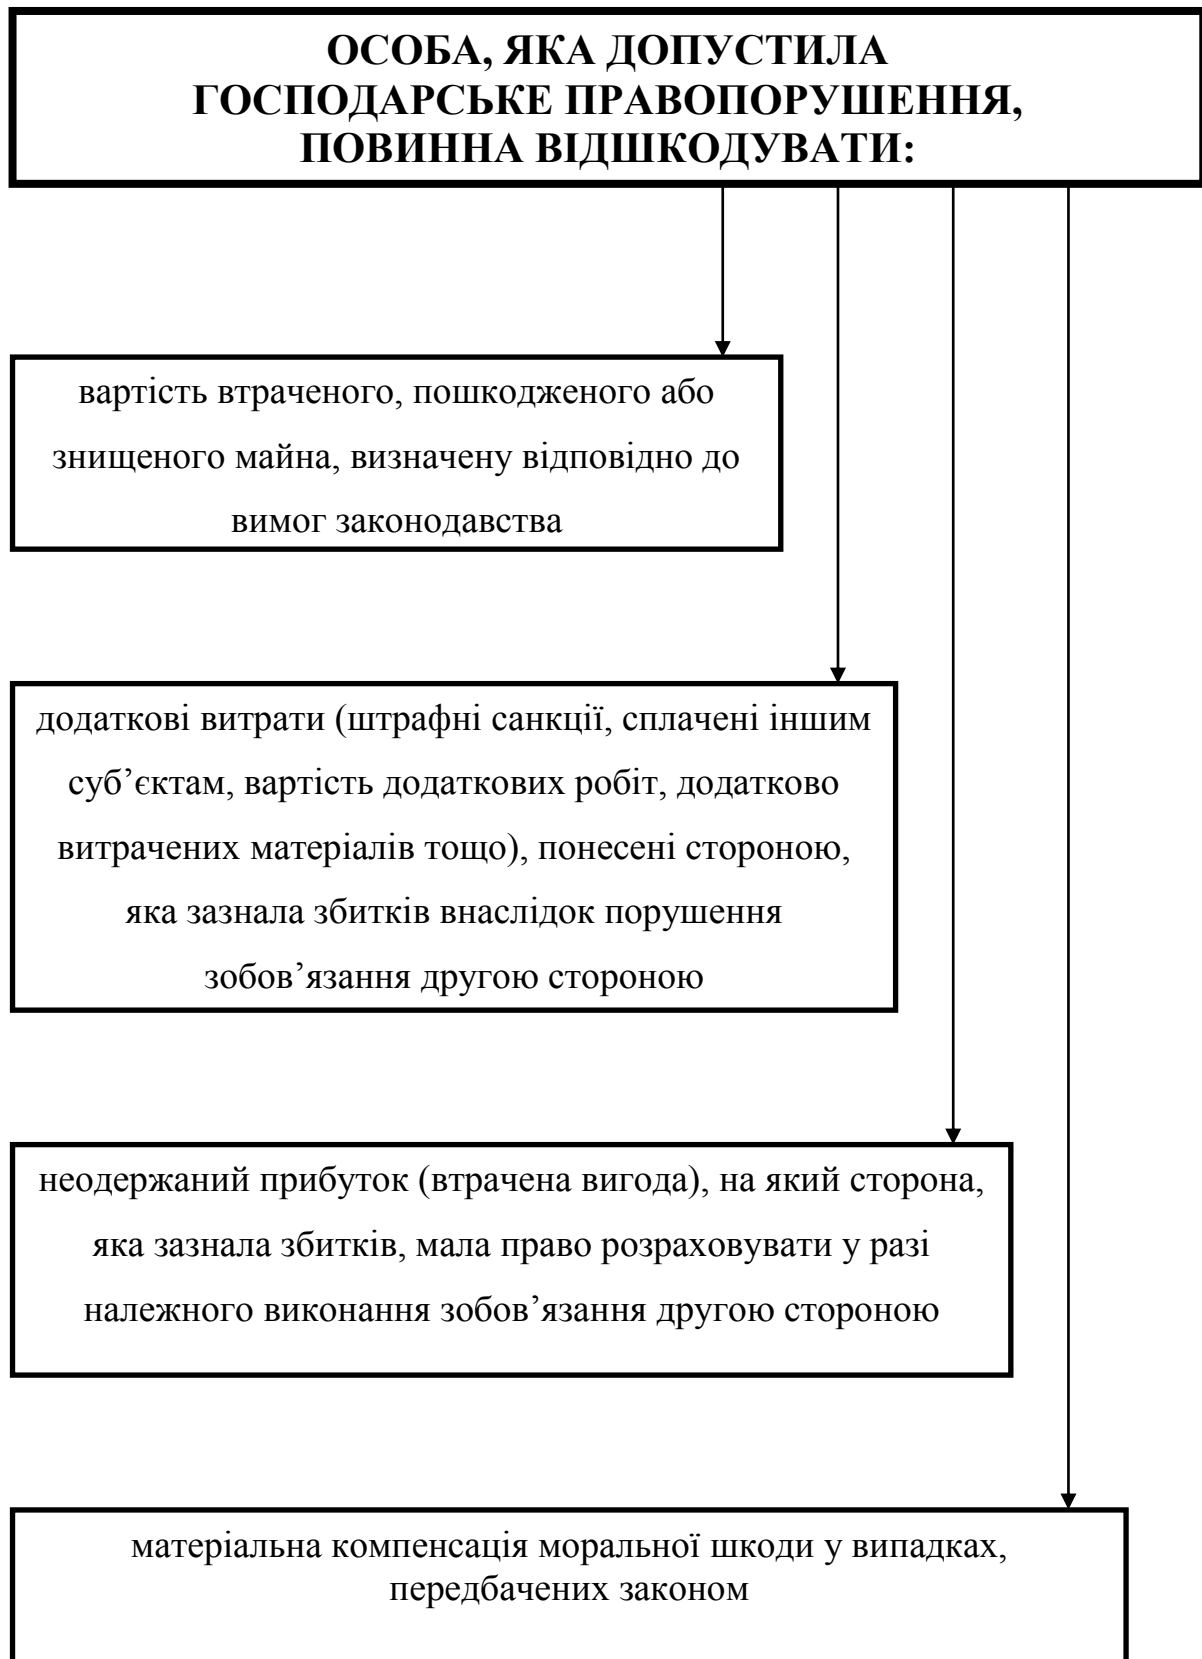 ОСОБА, ЯКА ДОПУСТИЛА
ГОСПОДАРСЬКЕ ПРАВОПОРУШЕННЯ,
ПОВИННА ВІДШКОДУВАТИ:
вартість втраченого, пошкодженого або
знищеного майна, визначену відповідно до
вимог законодавства
додаткові витрати (штрафні санкції, сплачені іншим
суб’єктам, вартість додаткових робіт, додатково
витрачених матеріалів тощо), понесені стороною,
яка зазнала збитків внаслідок порушення
зобов’язання другою стороною
неодержаний прибуток (втрачена вигода), на який сторона,
яка зазнала збитків, мала право розраховувати у разі
належного виконання зобов’язання другою стороною
матеріальна компенсація моральної шкоди у випадках,
передбачених законом